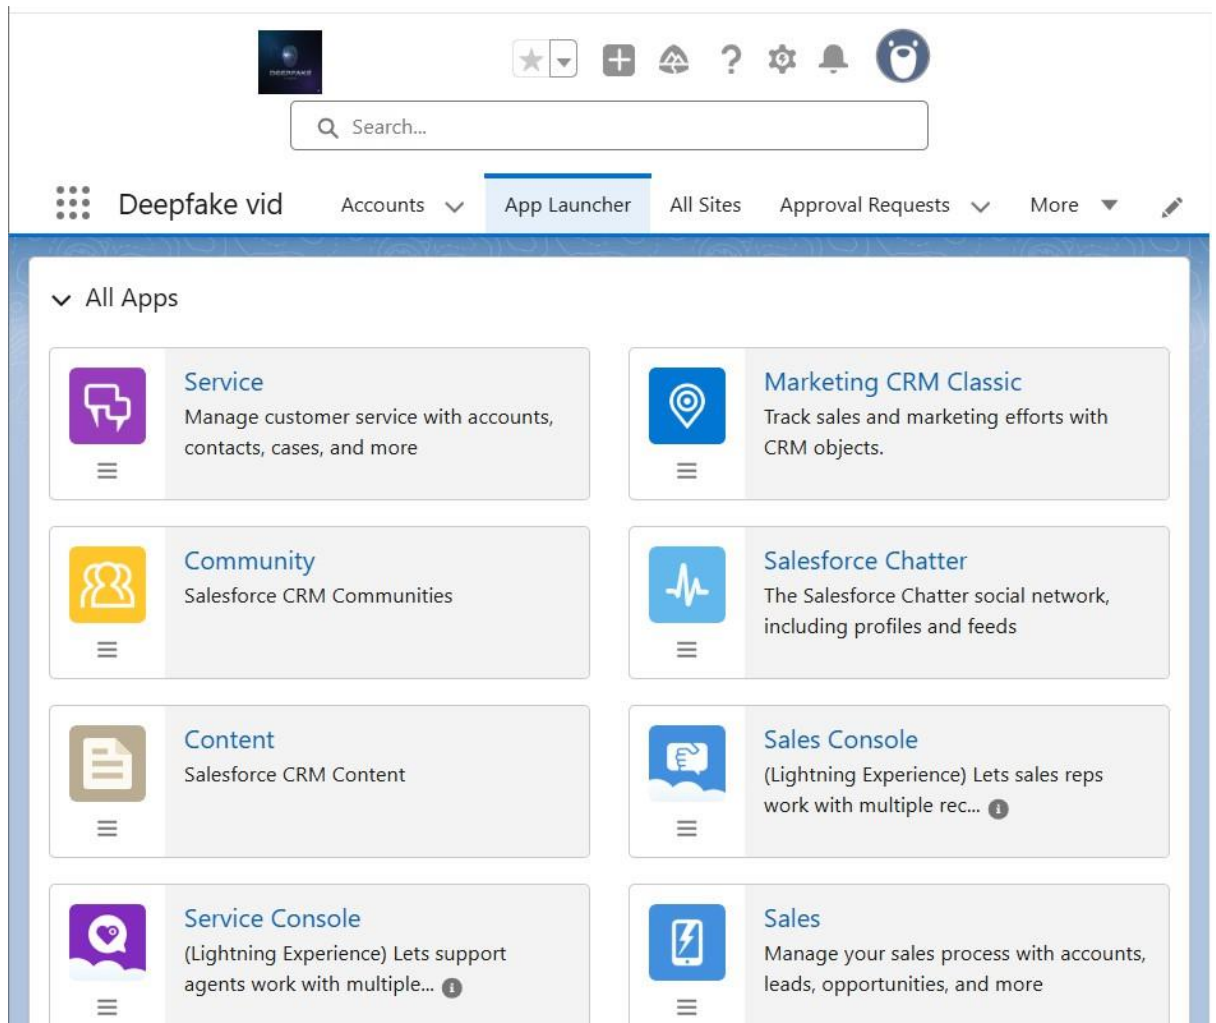 DEEPFAKE
Search...
Deepfake vid Accounts App Launcher All Sites Approval Requests More
All Apps
Service
Manage customer service with accounts,
contacts, cases, and more
Marketing CRM Classic
Track sales and marketing efforts with
CRM objects.
Community
Salesforce CRM Communities
Salesforce Chatter
The Salesforce Chatter social network,
including profiles and feeds
Content
Salesforce CRM Content
Sales Console
(Lightning Experience) Lets sales reps
work with multiple rec...
Service Console
(Lightning Experience) Lets support
agents work with multiple...
Sales
Manage your sales process with accounts,
leads, opportunities, and more